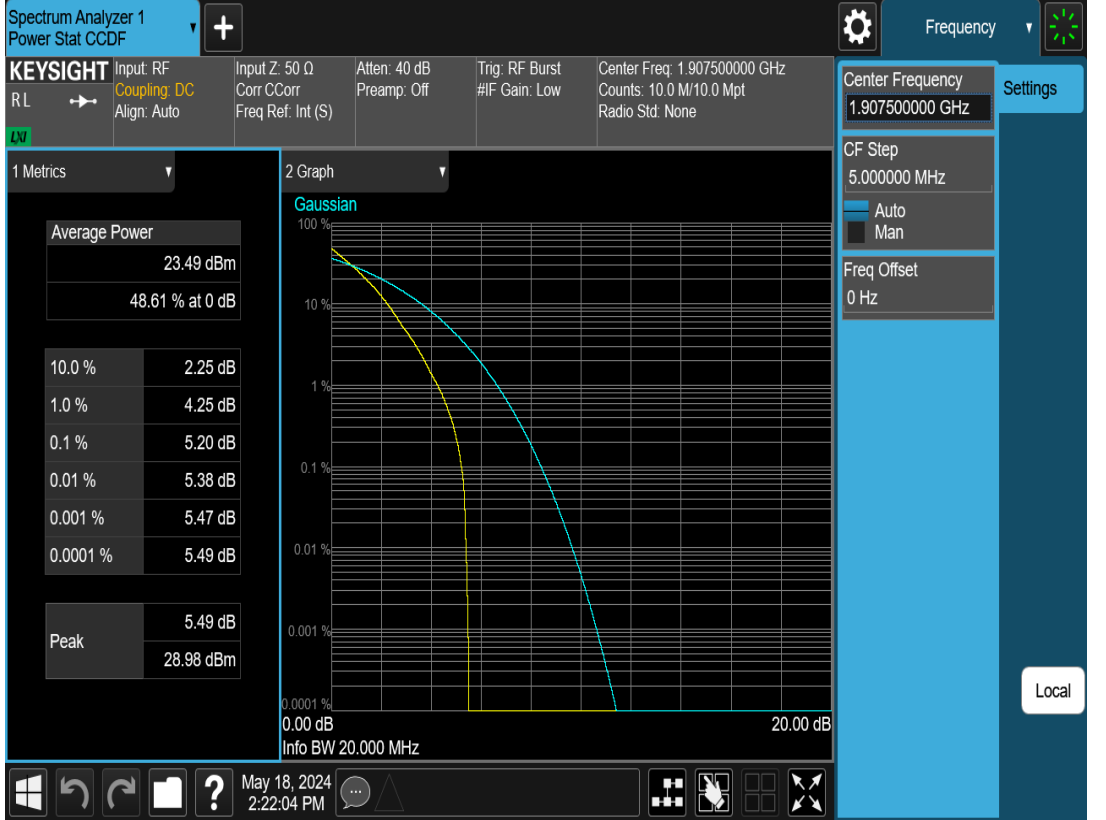 Spectrum Analyzer 1
Power Stat CCDF
+
Frequency
KEYSIGHT
R L
LXI
Input: RF
Coupling: DC
Align: Auto
Input Z: 50 Ω
Corr CCorr
Freq Ref: Int (S)
Atten: 40 dB
Preamp: Off
Trig: RF Burst
#IF Gain: Low
Center Freq: 1.907500000 GHz
Counts: 10.0 M/10.0 Mpt
Radio Std: None
Center Frequency
1.907500000 GHz
Settings
CF Step
5.000000 MHz
Auto
Man
Freq Offset
0 Hz
1 Metrics
Average Power
23.49 dBm
48.61 % at 0 dB
10.0 % 2.25 dB
1.0 % 4.25 dB
0.1 % 5.20 dB
0.01 % 5.38 dB
0.001 % 5.47 dB
0.0001 % 5.49 dB
Peak
5.49 dB
28.98 dBm
2 Graph
Gaussian
100 %
10 %
1 %
0.1 %
0.01 %
0.001 %
0.0001 %
0.00 dB 20.00 dB
Info BW 20.000 MHz
Local
?
May 18, 2024
2:22:04 PM